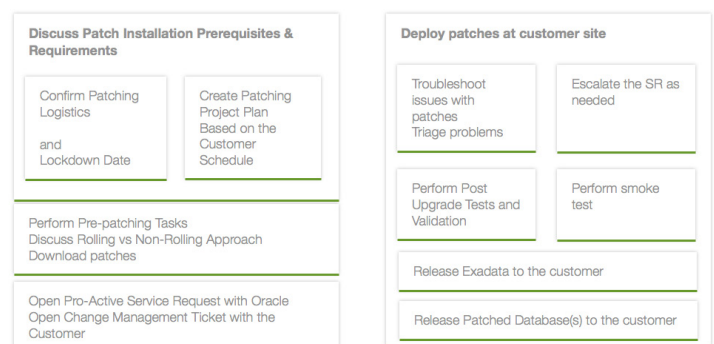 Discuss Patch Installation Prerequisites &
Requirements
Confirm Patching
Logistics
and
Lockdown Date
Create Patching
Project Plan
Based on the
Customer
Schedule
Perform Pre-patching Tasks
Discuss Rolling vs Non-Rolling Approach
Download patches
Open Pro-Active Service Request with Oracle
Open Change Management Ticket with the
Customer
Deploy patches at customer site
Troubleshoot
issues with
patches
Triage problems
Escalate the SR as
needed
Perform Post
Upgrade Tests and
Validation
Perform smoke
test
Release Exadata to the customer
Release Patched Database(s) to the customer